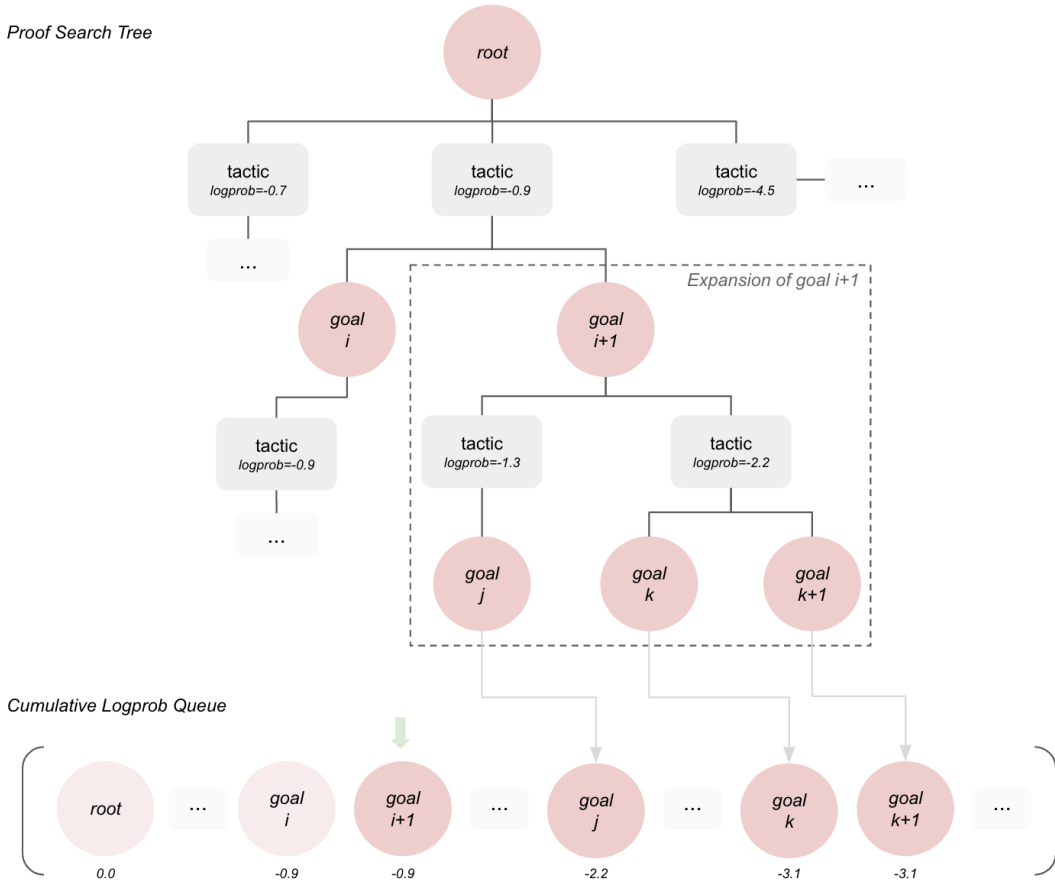 Proof Search Tree
root
tactic
logprob=-0.7
tactic
logprob=-0.9
tactic
logprob=-4.5
...
...
Expansion of goal i+1
goal
i
goal
i+1
tactic
logprob=-0.9
tactic
logprob=-1.3
tactic
logprob=-2.2
...
goal
j
goal
k
goal
k+1
Cumulative Logprob Queue
root
...
goal
i
goal
i+1
...
goal
j
...
goal
k
goal
k+1
...
0.0
-0.9
-0.9
-2.2
-3.1
-3.1